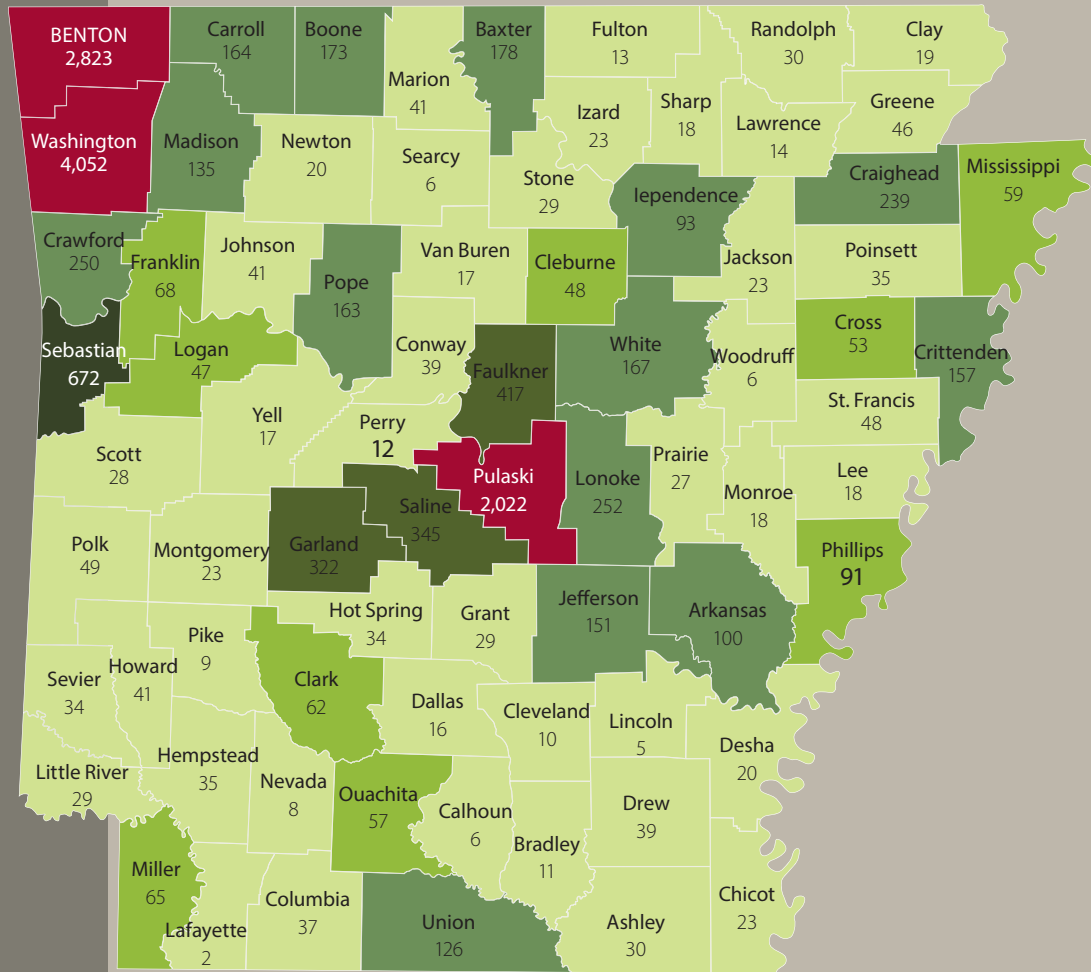 BENTON
2,823
Carroll
164
Boone
173
Marion
41
Baxter
178
Fulton
13
Randolph
30
Clay
19
Washington
4,052
Madison
135
Newton
20
Searcy
6
Stone
29
Izard
23
Sharp
18
Lawrence
14
Greene
46
Iependence
93
Craighead
239
Mississippi
59
Crawford
250
Franklin
68
Johnson
41
Pope
163
Van Buren
17
Cleburne
48
Jackson
23
Poinsett
35
Sebastian
672
Logan
47
Conway
39
Faulkner
417
White
167
Woodruff
6
Cross
53
Crittenden
157
Yell
17
Perry
12
St. Francis
48
Scott
28
Pulaski
2,022
Lonoke
252
Prairie
27
Monroe
18
Lee
18
Saline
345
Garland
322
Polk
49
Montgomery
23
Phillips
91
Hot Spring
34
Grant
29
Jefferson
151
Arkansas
100
Pike
9
Howard
41
Sevier
34
Clark
62
Dallas
16
Cleveland
10
Lincoln
5
Desha
20
Little River
29
Hempstead
35
Nevada
8
Ouachita
57
Calhoun
6
Bradley
11
Drew
39
Miller
65
Lafayette
2
Columbia
37
Union
126
Ashley
30
Chicot
23